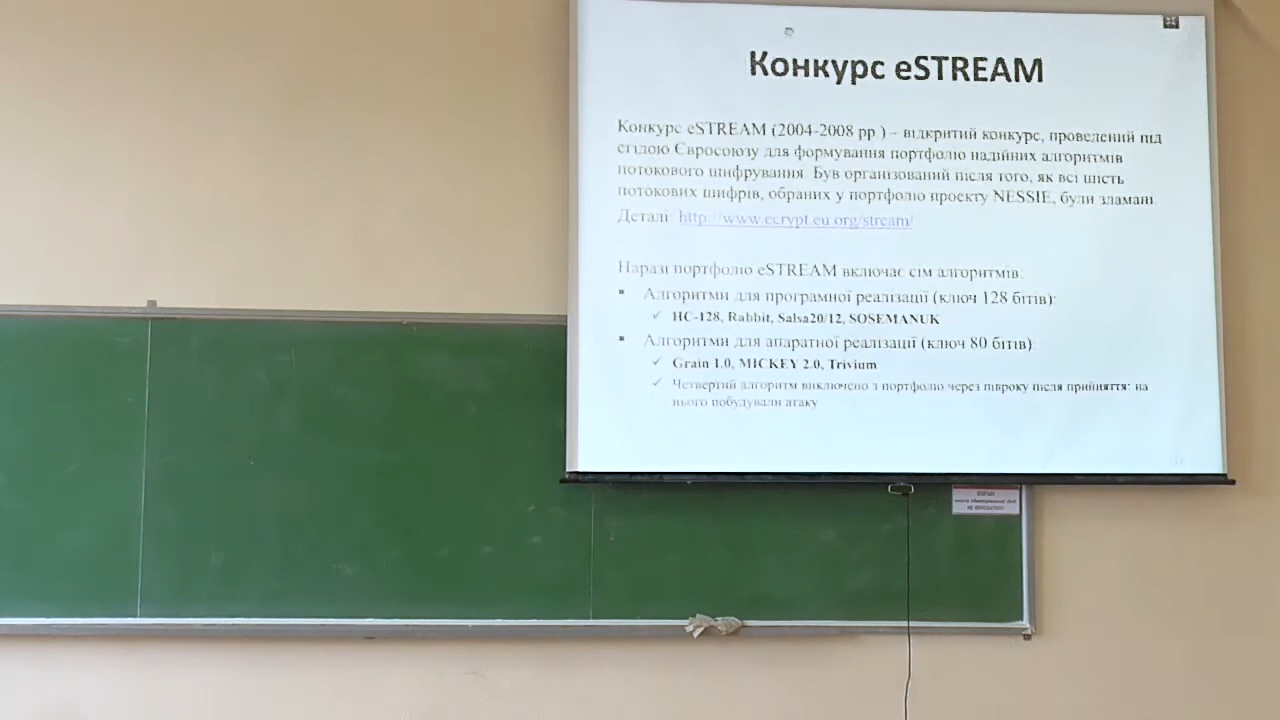 Конкурс eSTREAM
Конкурс eSTREAM (2004-2008 рр.) – відкритий конкурс, проведений під
егідою Євросоюзу для формування портфолю надійних алгоритмів
потокового шифрування. Був організований після того, як всі шість
потокових шифрів, обраних у портфолю проекту NESSIE, були зламані.
Деталі: http://www.ecrypt.eu.org/stream/
Наразі портфолю eSTREAM включає сім алгоритмів:
▪ Алгоритми для програмної реалізації (ключ 128 бітів):
✓ HC-128, Rabbit, Salsa20/12, SOSEMANUK
▪ Алгоритми для апаратної реалізації (ключ 80 бітів):
✓ Grain 1.0, MICKEY 2.0, Trivium
✓ Четвертий алгоритм виключено з портфолю через півроку після прийняття: на
нього побудували атаку